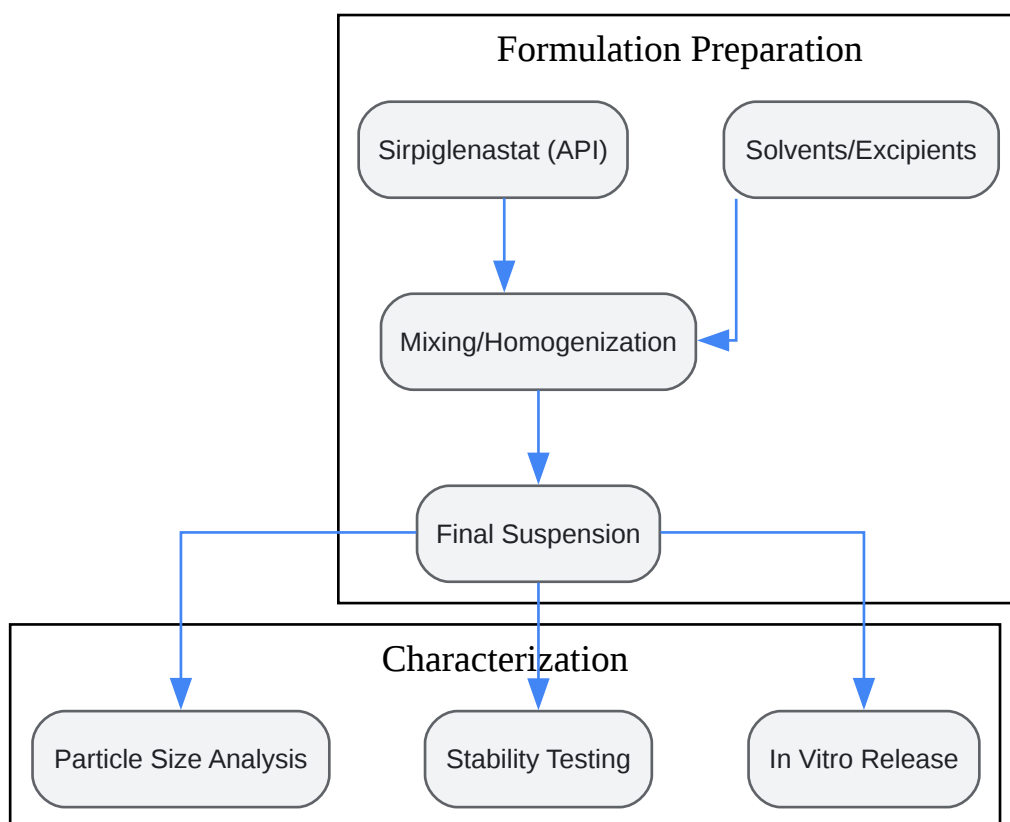 Formulation Preparation
Sirpiglenastat (API)
Solvents/Excipients
Mixing/Homogenization
Final Suspension
Characterization
Particle Size Analysis
Stability Testing
In Vitro Release